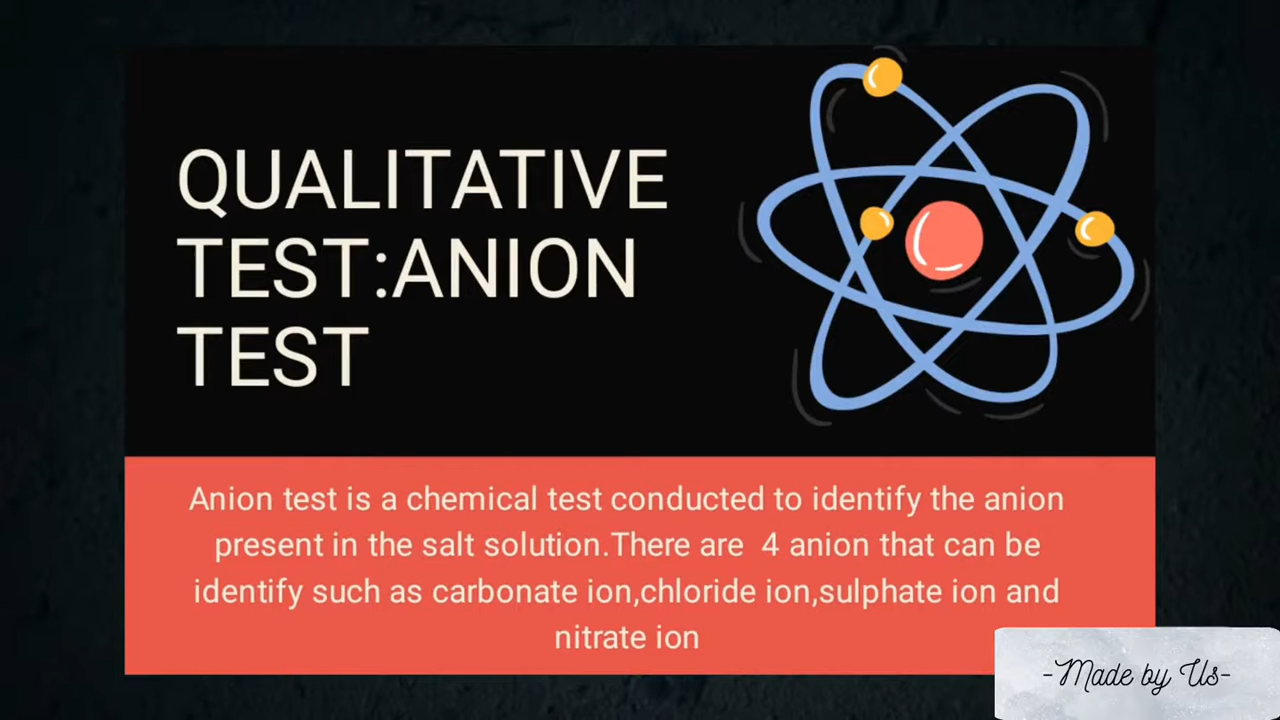 QUALITATIVE
TEST:ANION
TEST
Anion test is a chemical test conducted to identify the anion
present in the salt solution.There are  4 anion that can be
identify such as carbonate ion,chloride ion,sulphate ion and
nitrate ion
-Made by Us-